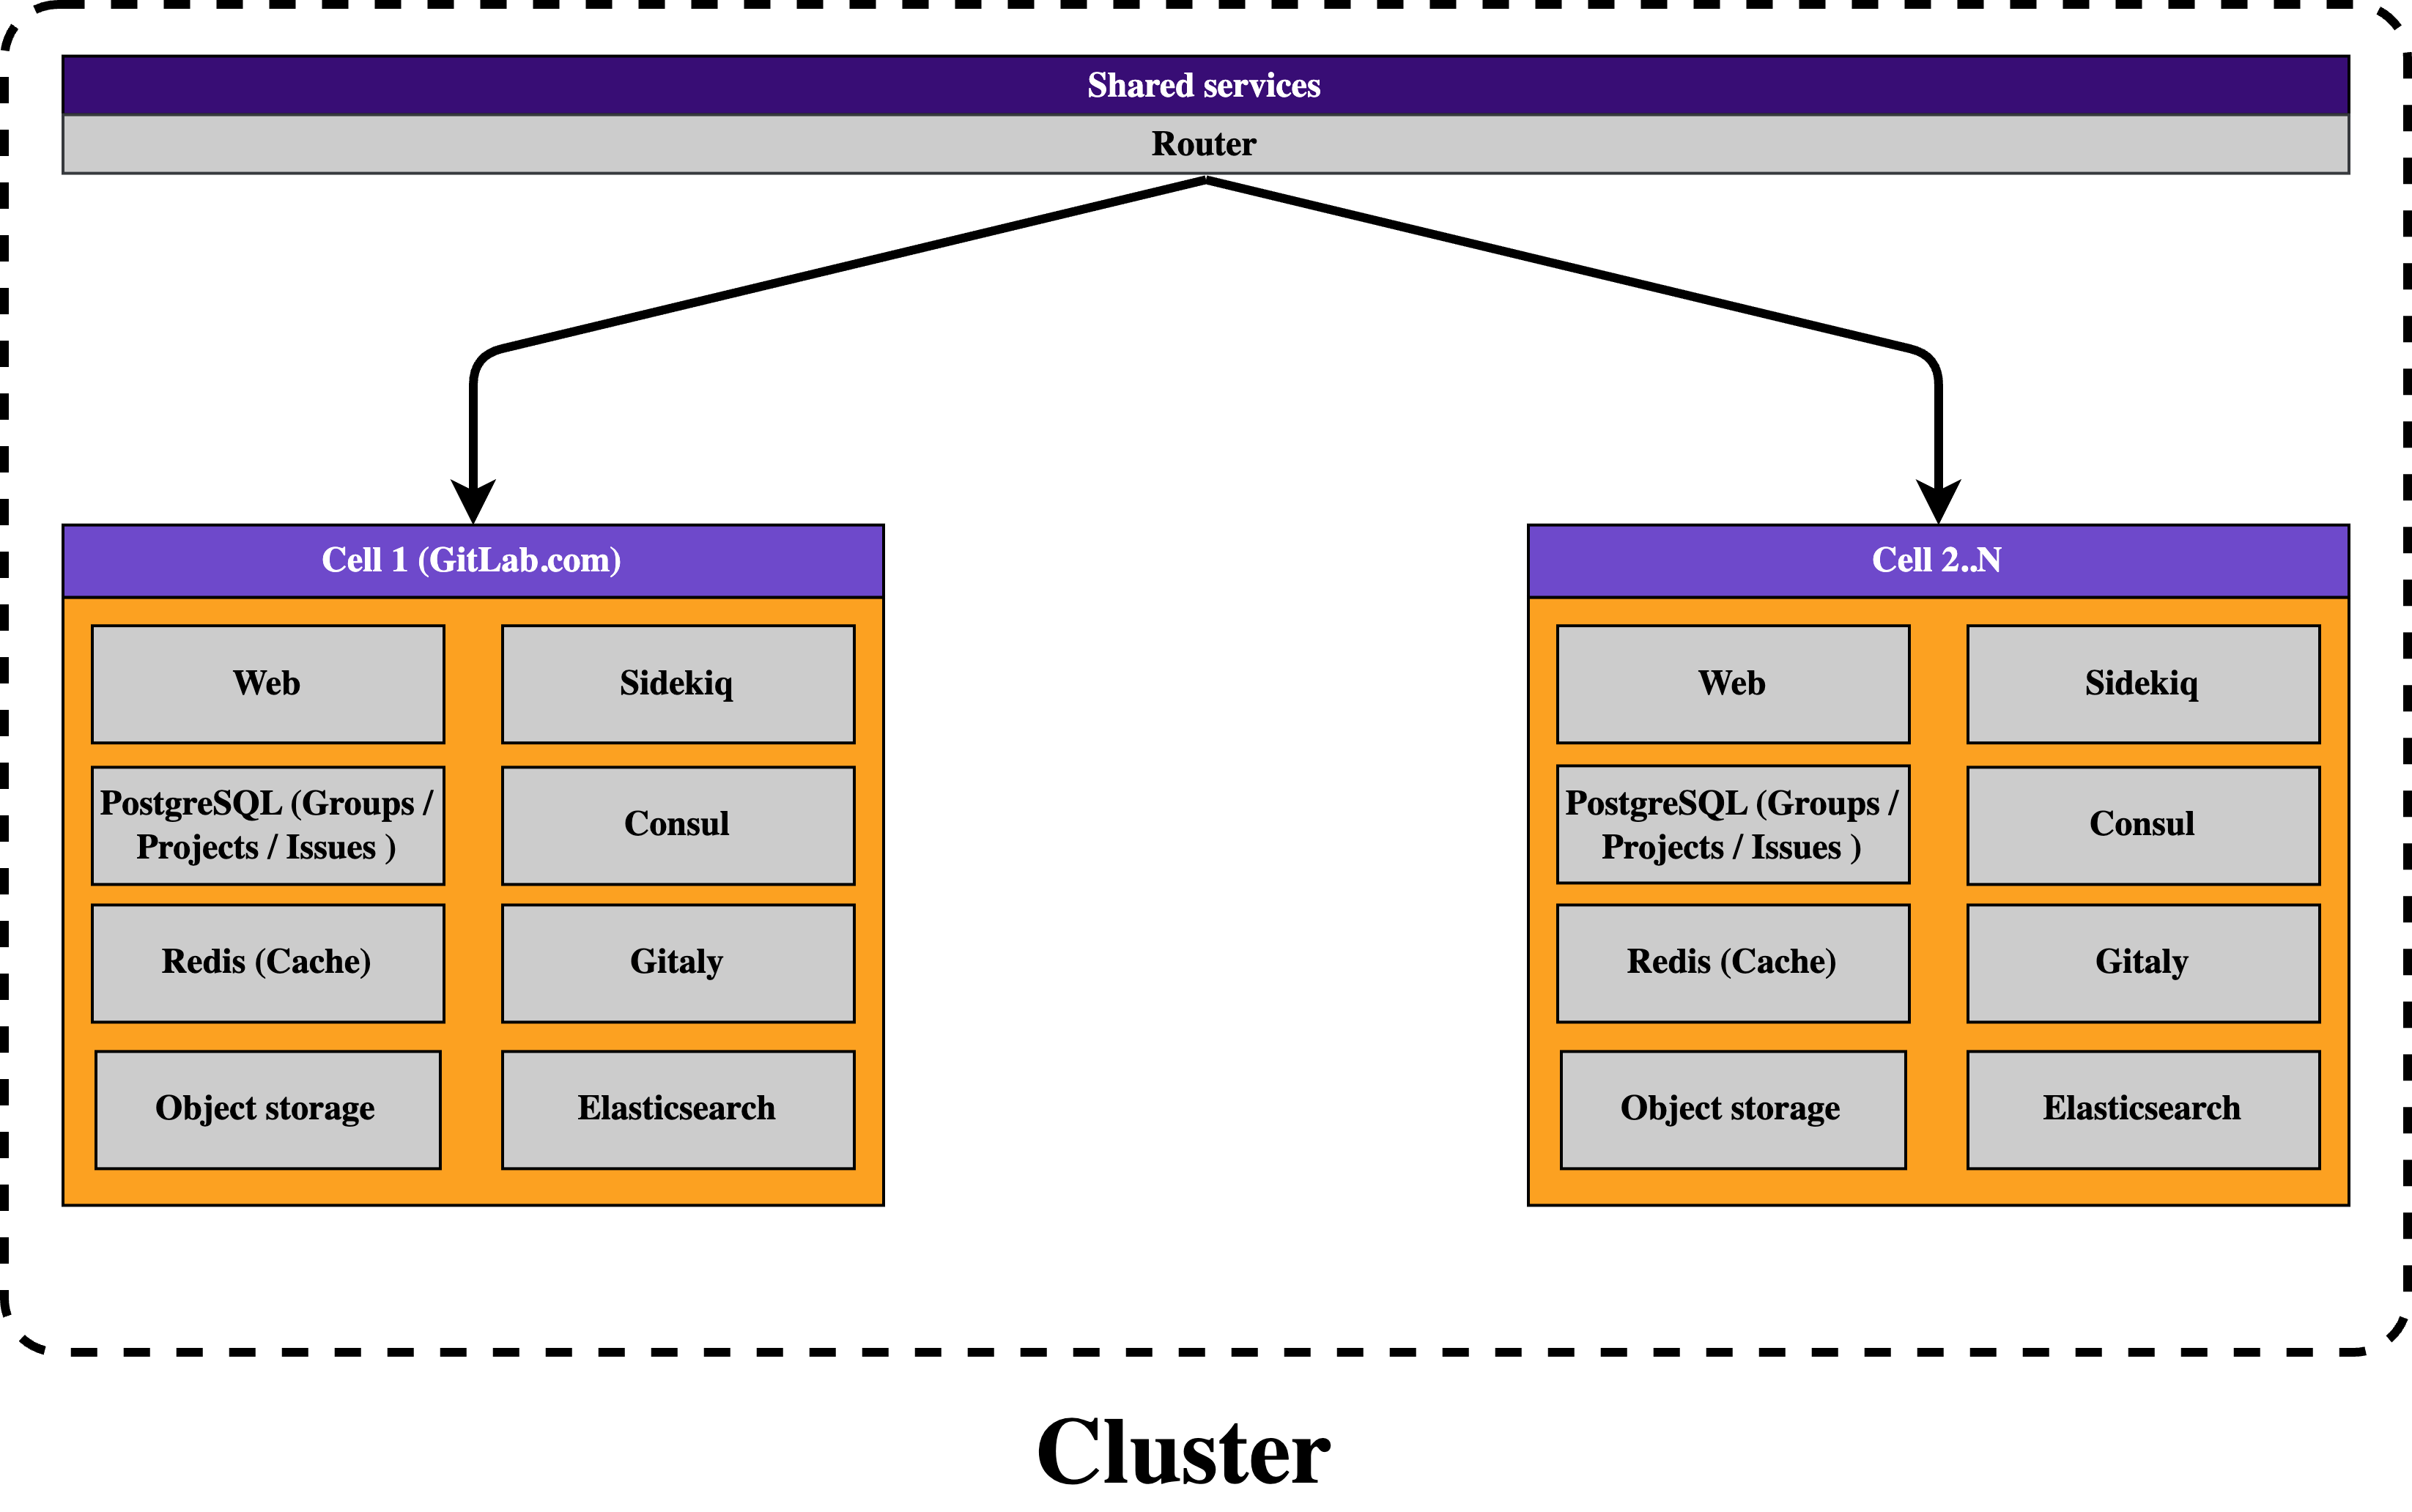 Shared services
Router
Cell 1 (GitLab.com)
Web
Sidekiq
PostgreSQL (Groups /
Projects / Issues )
Consul
Redis (Cache)
Gitaly
Object storage
Elasticsearch
Cell 2..N
Web
Sidekiq
PostgreSQL (Groups /
Projects / Issues )
Consul
Redis (Cache)
Gitaly
Object storage
Elasticsearch
Cluster